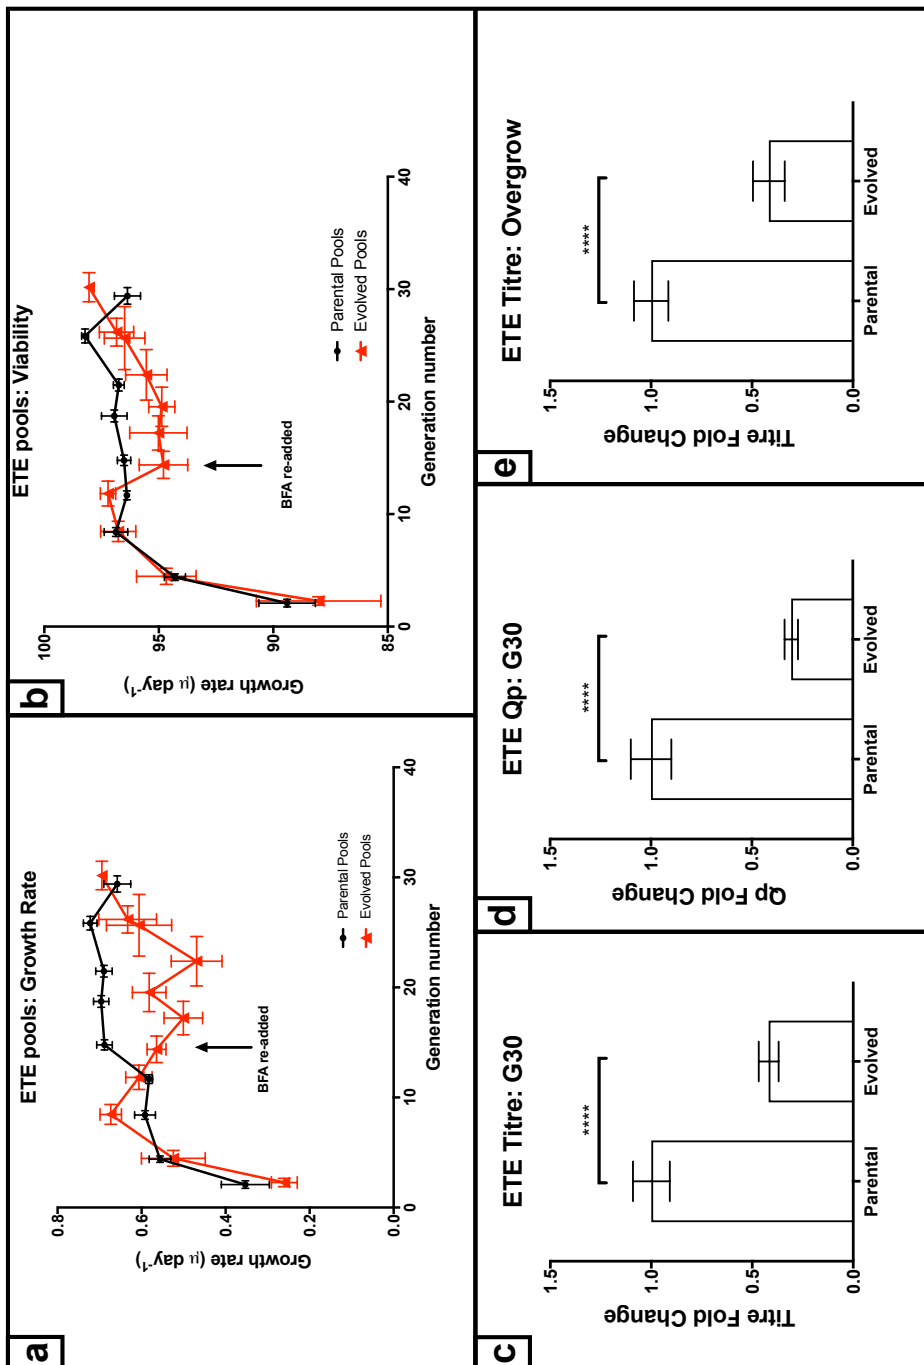 a
ETE pools: Growth Rate
Growth rate (μ day⁻¹)
0.8
0.6
0.4
0.2
0.0
0
10
20
30
40
Generation number
BFA re-added
Parental Pools
Evolved Pools
b
ETE pools: Viability
Growth rate (μ day⁻¹)
100
95
90
85
0
10
20
30
40
Generation number
BFA re-added
Parental Pools
Evolved Pools
c
ETE Titre: G30
Titre Fold Change
1.5
1.0
0.5
0.0
****
Parental
Evolved
d
ETE Qp: G30
Qp Fold Change
1.5
1.0
0.5
0.0
****
Parental
Evolved
e
ETE Titre: Overgrow
Titre Fold Change
1.5
1.0
0.5
0.0
****
Parental
Evolved